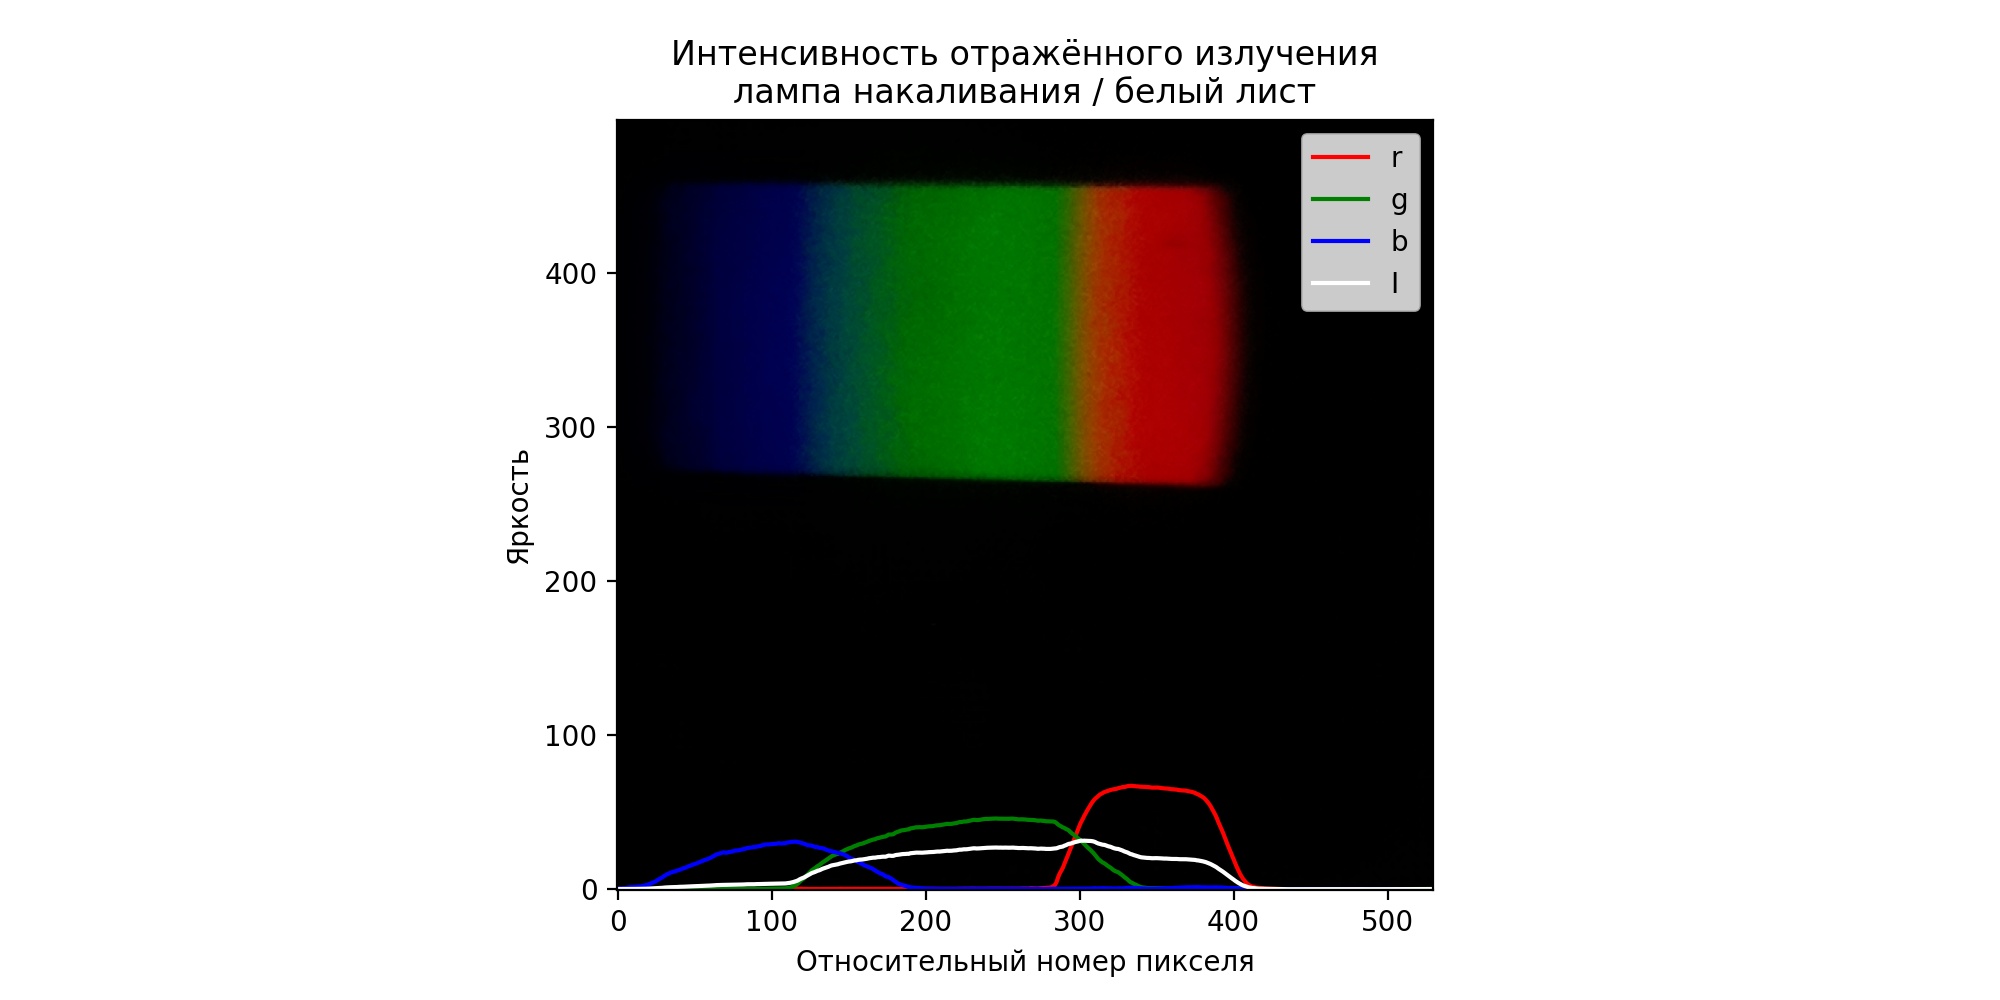 Интенсивность отражённого излучения
лампа накаливания / белый лист
r
g
b
l
Яркость
400
300
200
100
0
0 100 200 300 400 500
Относительный номер пикселя